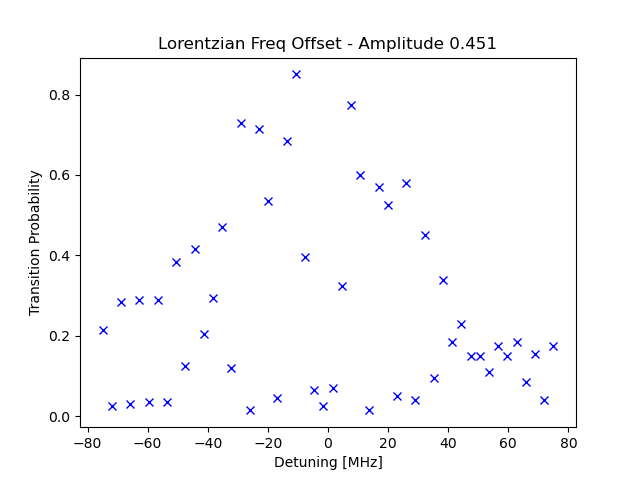 Lorentzian Freq Offset - Amplitude 0.451
Transition Probability
0.8
0.6
0.4
0.2
0.0
−80 −60 −40 −20 0 20 40 60 80
Detuning [MHz]